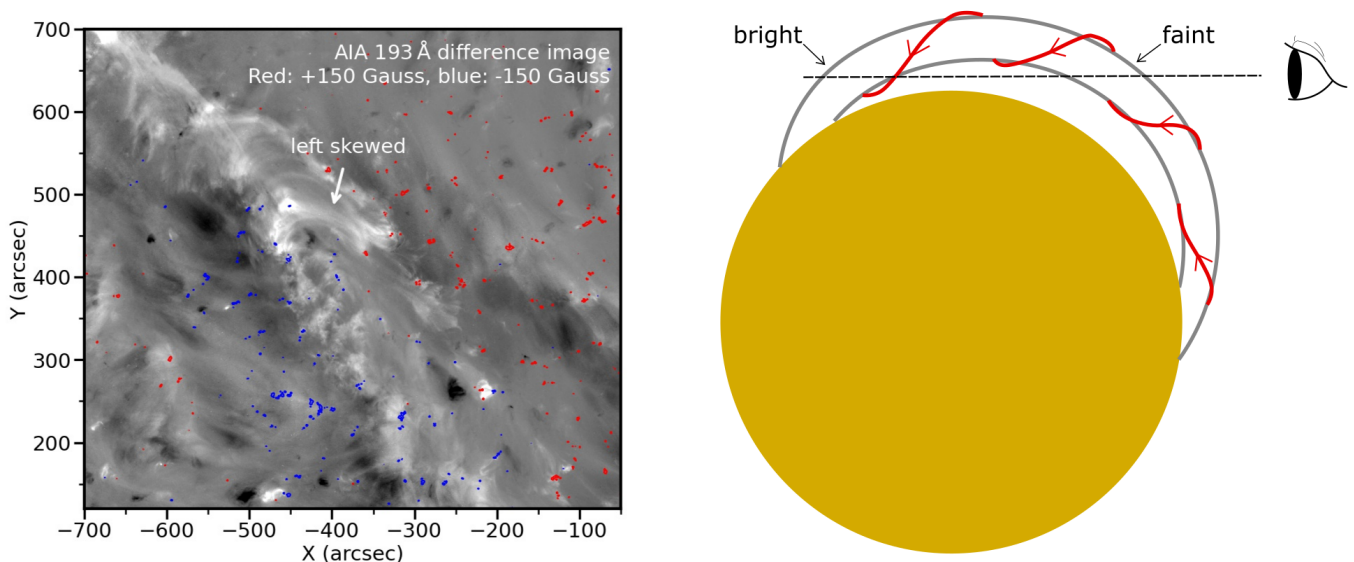 AIA 193 Å difference image
Red: +150 Gauss, blue: -150 Gauss
left skewed
700
600
500
400
300
200
Y (arcsec)
−700 −600 −500 −400 −300 −200 −100
X (arcsec)
bright
faint